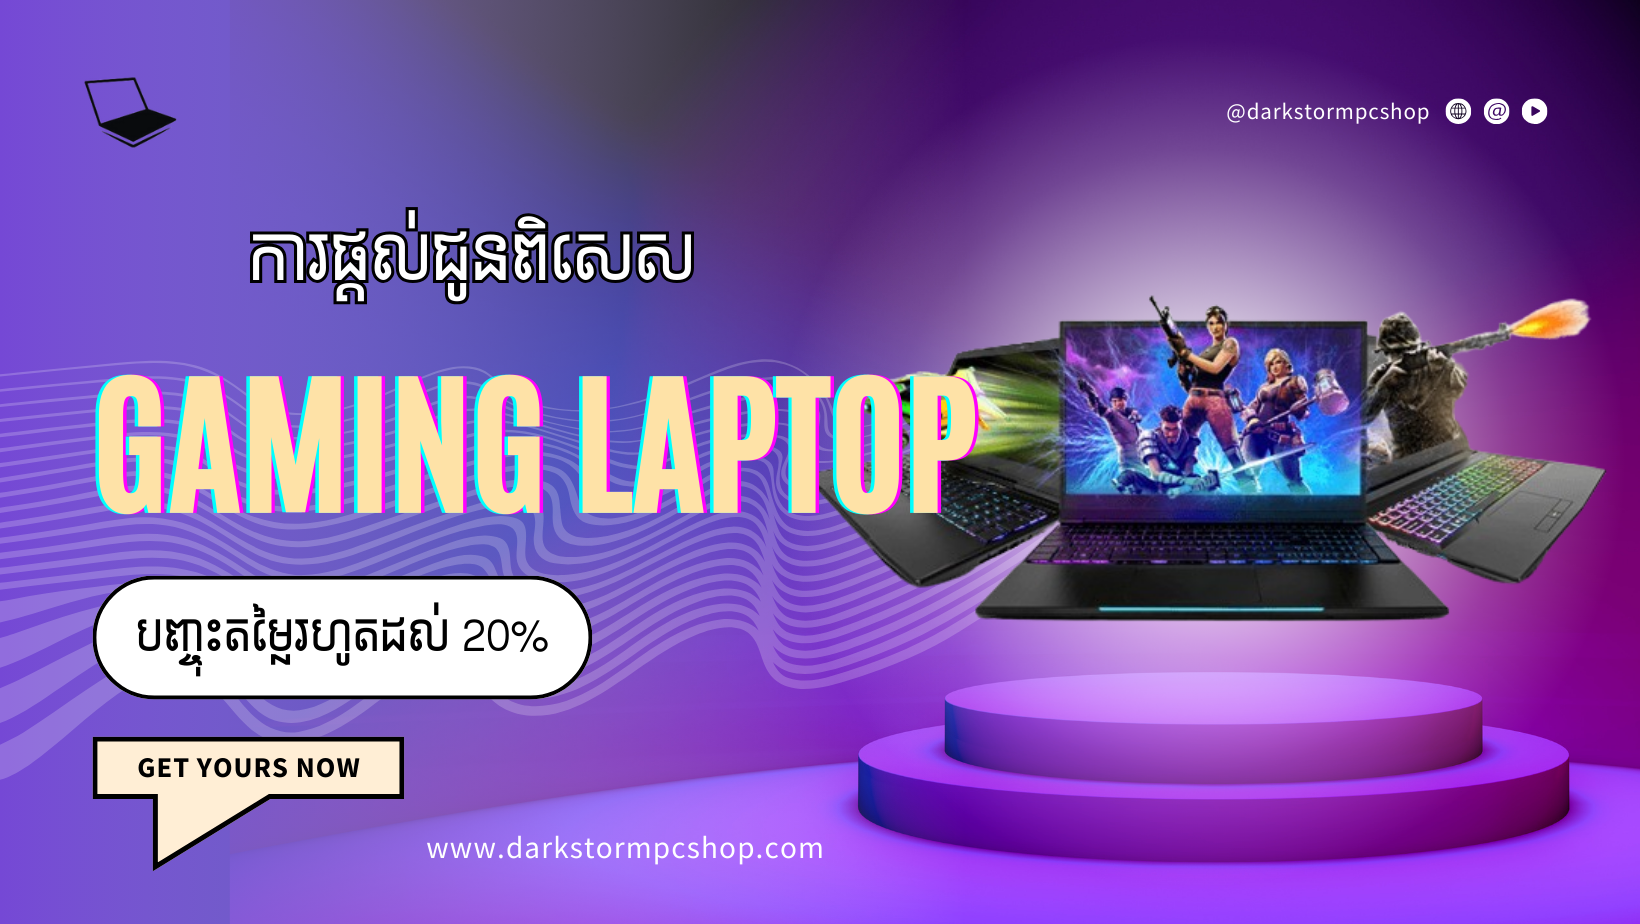 @darkstormpcshop
ការផ្តល់ជូនពិសេស
GAMING LAPTOP
បញ្ចុះតម្លៃរហូតដល់ 20%
GET YOURS NOW
www.darkstormpcshop.com